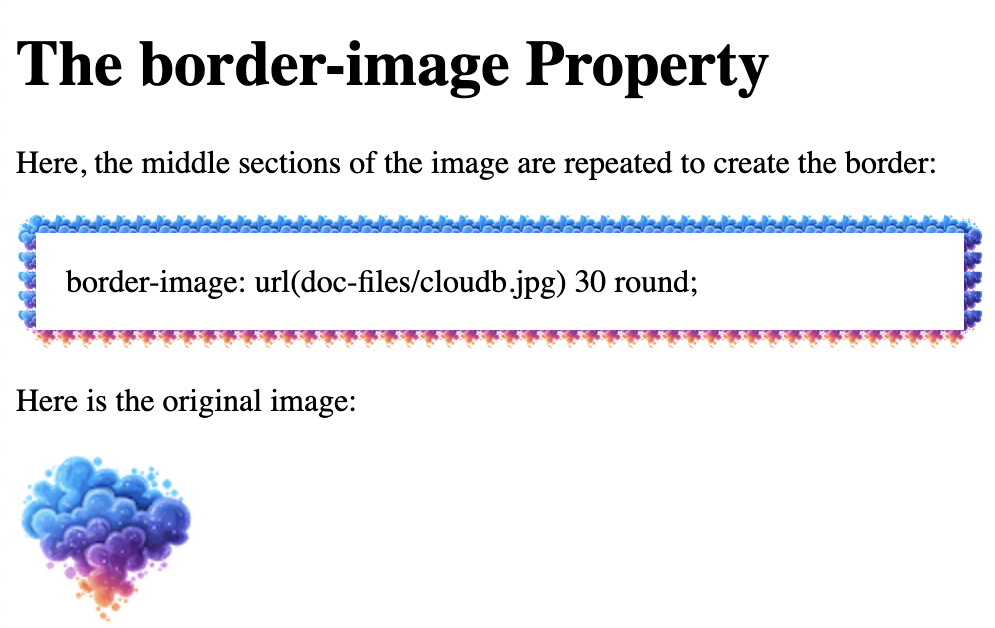 The border-image Property
Here, the middle sections of the image are repeated to create the border:
border-image: url(doc-files/cloudb.jpg) 30 round;
Here is the original image: